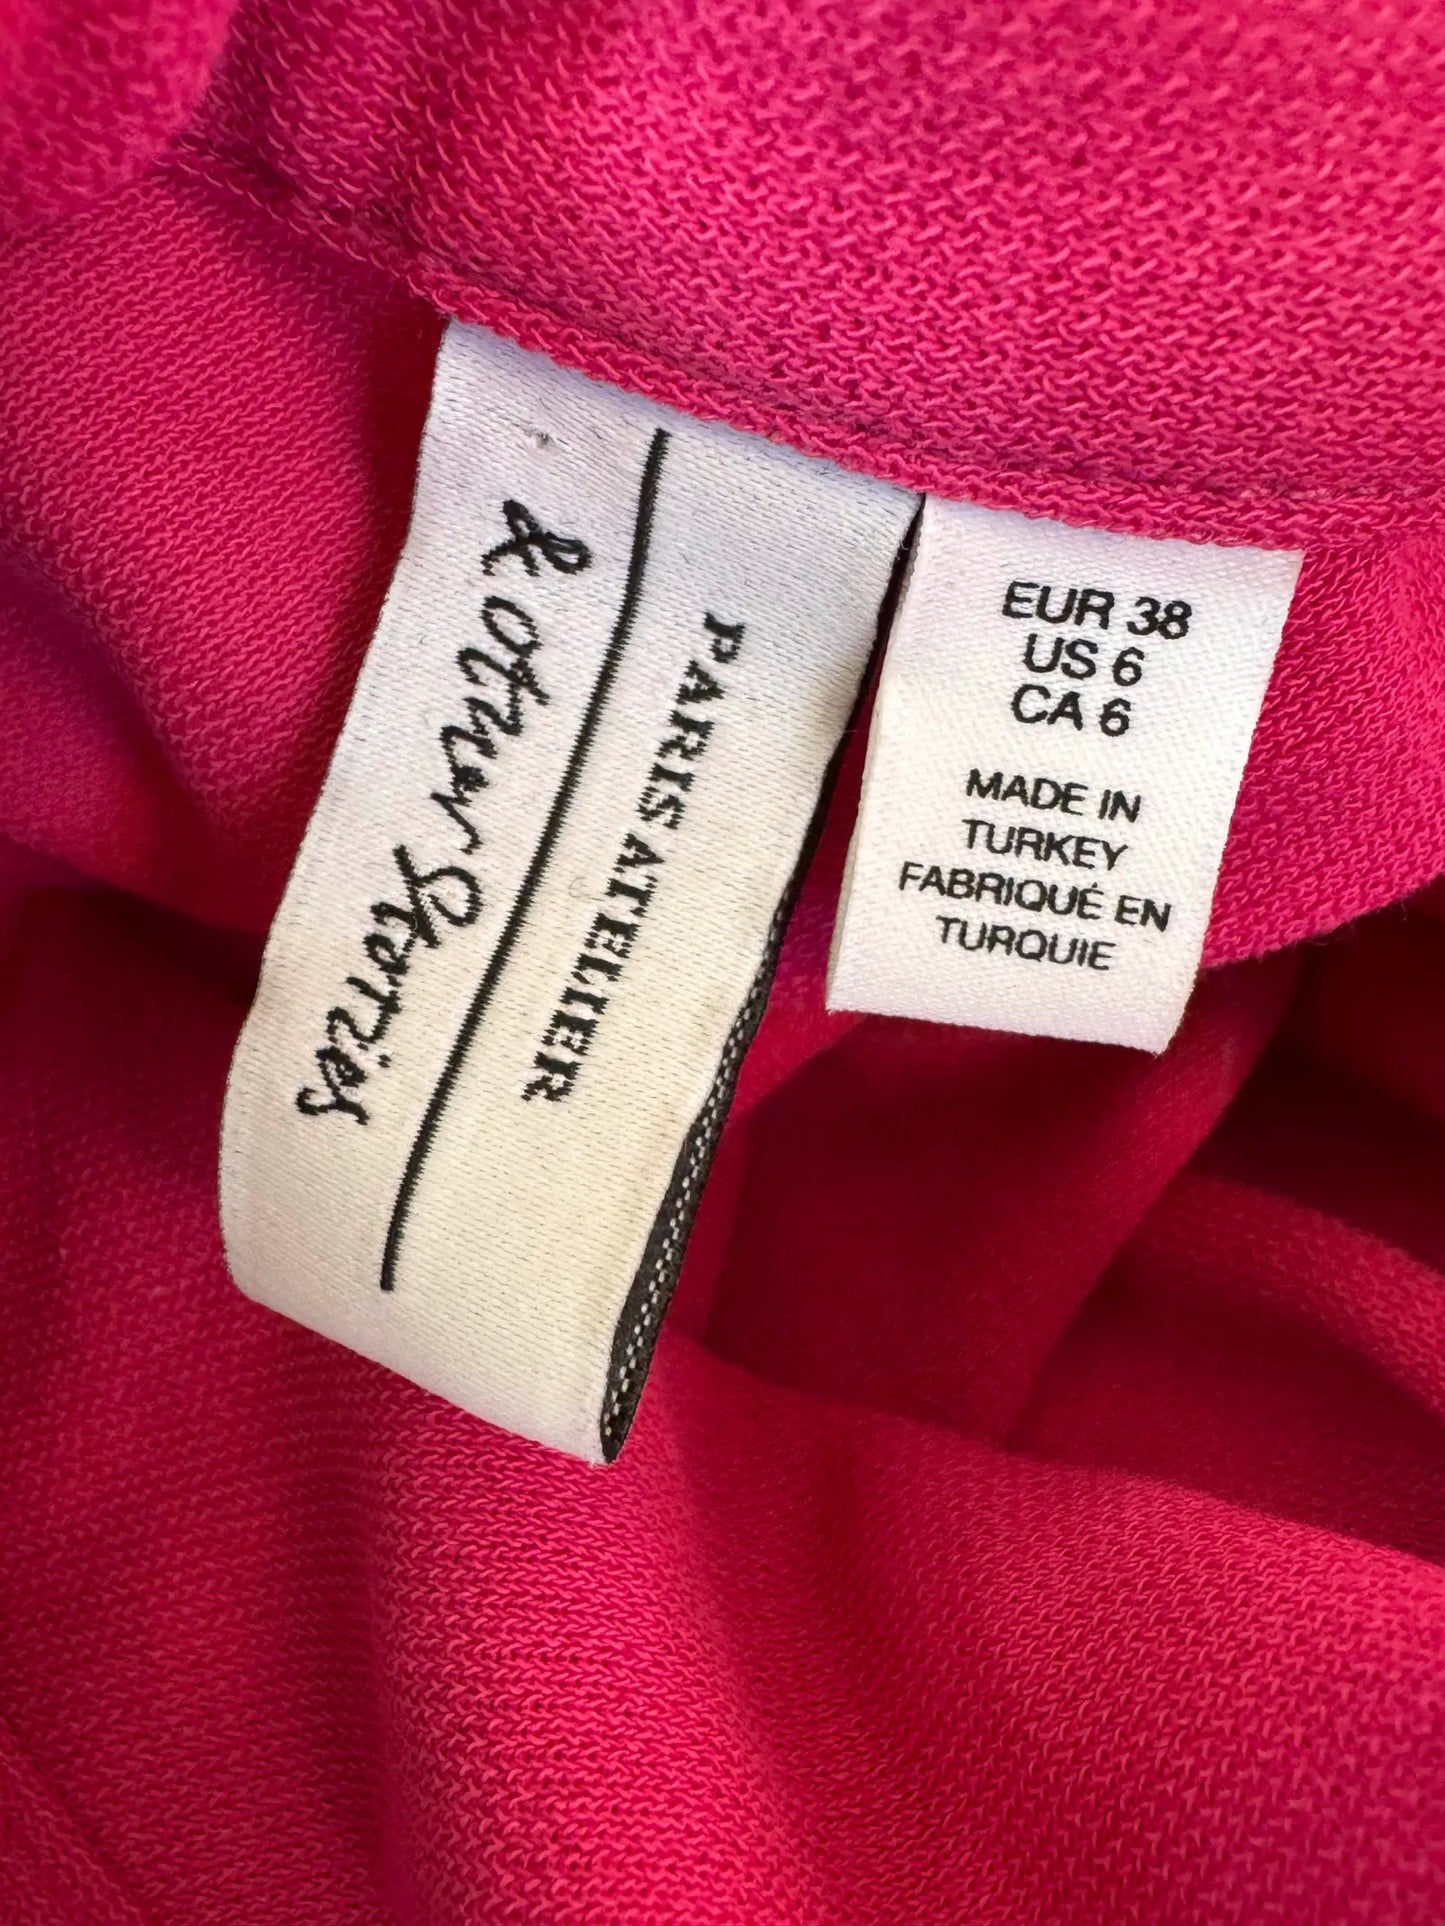 & other Stories
PARIS ATELIER
EUR 38
US 6
CA 6
MADE IN
TURKEY
FABRIQUÉ EN
TURQUIE